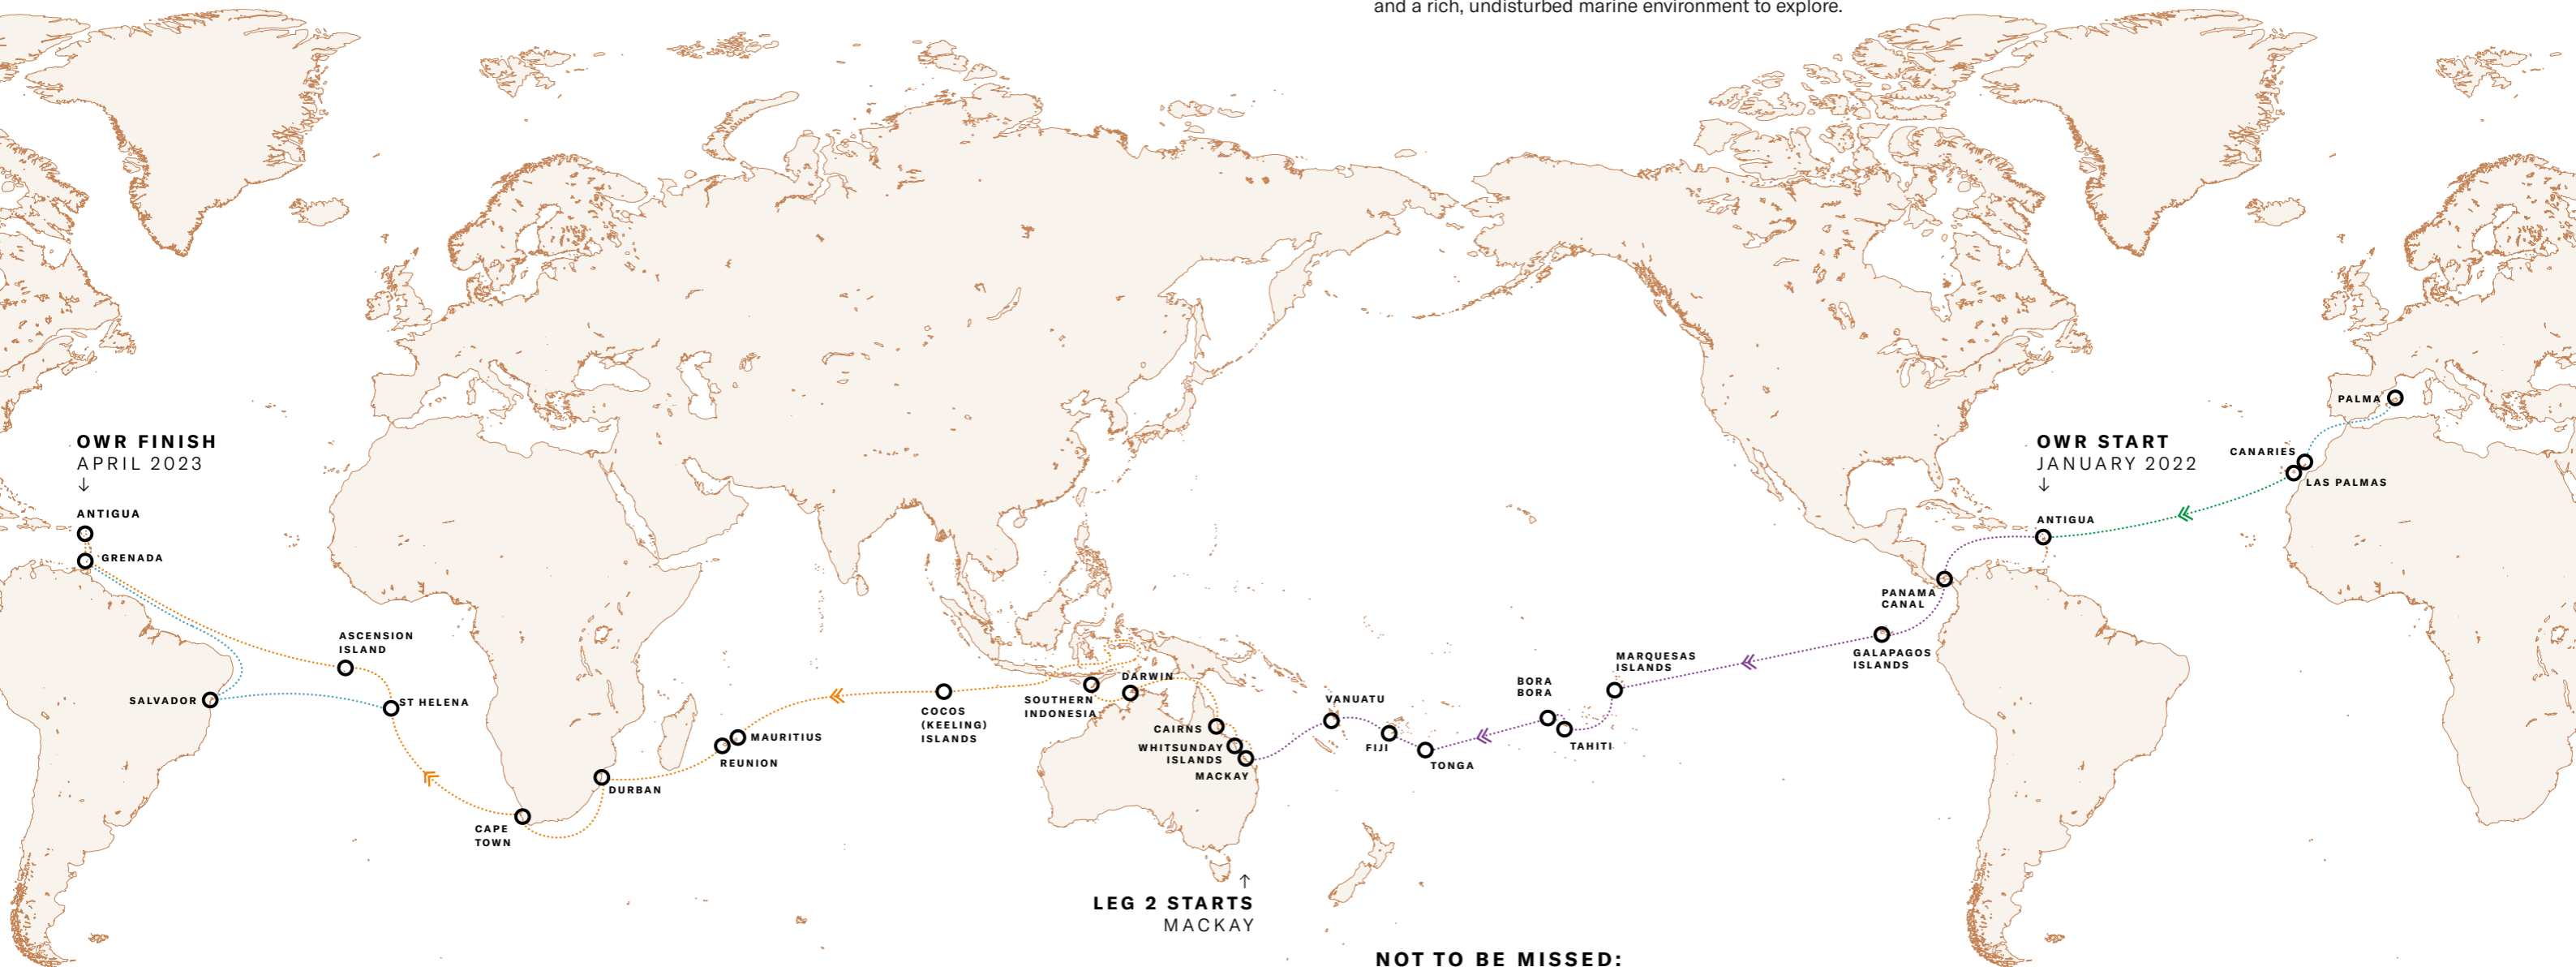 and a rich, undisturbed marine environment to explore.
OWR FINISH
APRIL 2023
↓
ANTIGUA
GRENADA
ASCENSION
ISLAND
SALVADOR
ST HELENA
CAPE
TOWN
DURBAN
MAURITIUS
REUNION
COCOS
(KEELING)
ISLANDS
SOUTHERN
INDONESIA
DARWIN
CAIRNS
WHITSUNDAY
ISLANDS
MACKAY
↑
LEG 2 STARTS
MACKAY
VANUATU
FIJI
TONGA
BORA
BORA
TAHITI
MARQUESAS
ISLANDS
GALAPAGOS
ISLANDS
PANAMA
CANAL
OWR START
JANUARY 2022
↓
ANTIGUA
PALMA
CANARIES
LAS PALMAS
NOT TO BE MISSED: